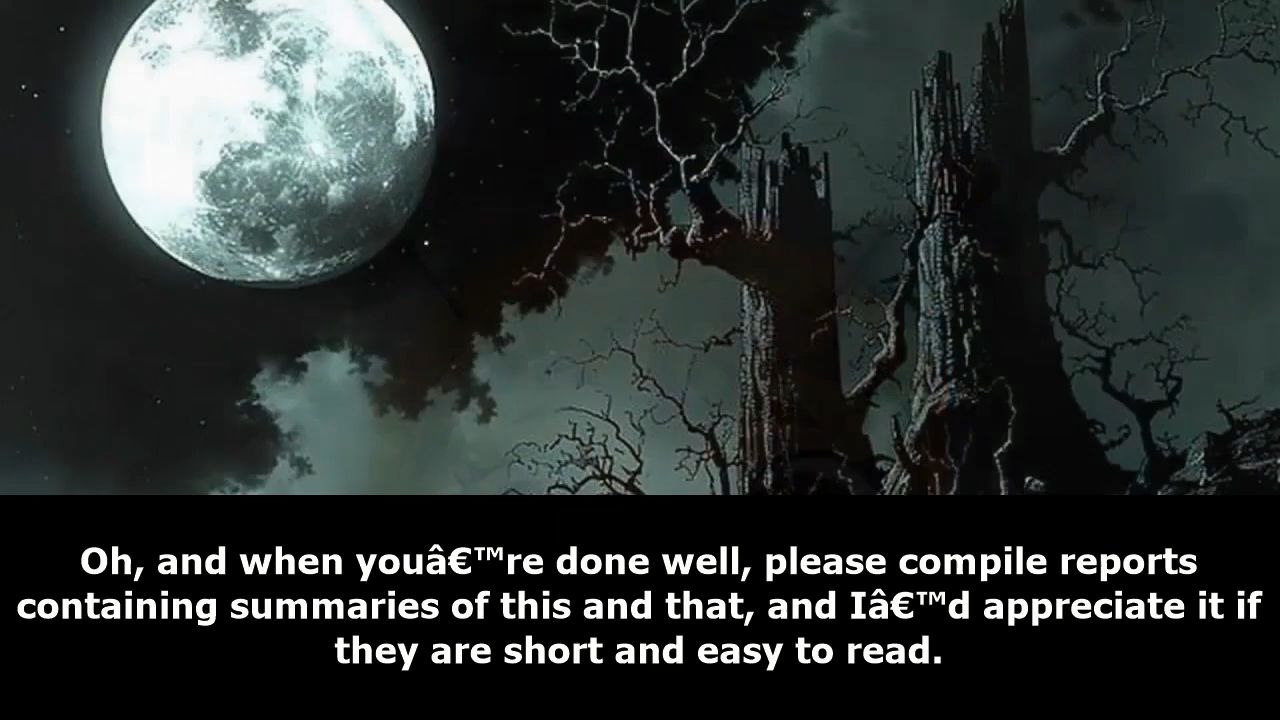 Oh, and when youâ€™re done well, please compile reports
containing summaries of this and that, and Iâ€™d appreciate it if
they are short and easy to read.